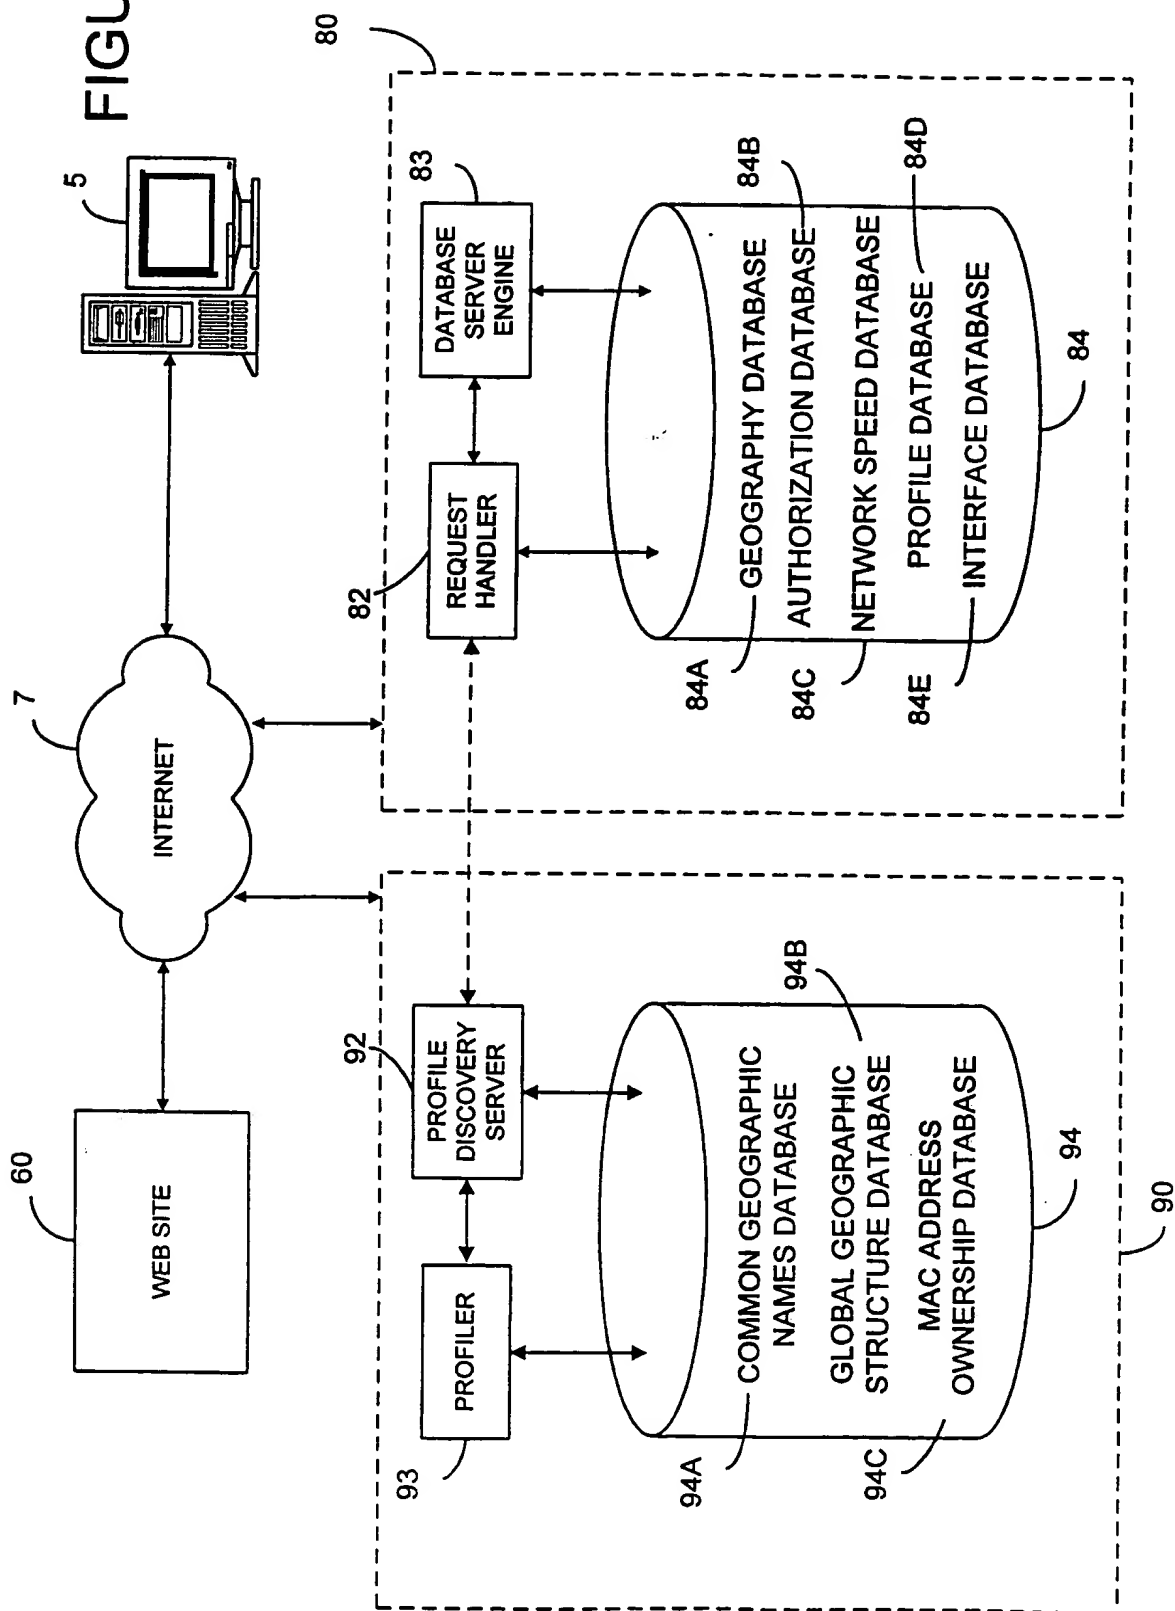 FIGU
60
7
5
WEB SITE
INTERNET
80
93
92
82
83
PROFILER
PROFILE
DISCOVERY
SERVER
REQUEST
HANDLER
DATABASE
SERVER
ENGINE
94A
COMMON GEOGRAPHIC
NAMES DATABASE
94B
GLOBAL GEOGRAPHIC
STRUCTURE DATABASE
94C
MAC ADDRESS
OWNERSHIP DATABASE
94
90
84A
GEOGRAPHY DATABASE
84B
AUTHORIZATION DATABASE
84C
NETWORK SPEED DATABASE
84D
PROFILE DATABASE
84E
INTERFACE DATABASE
84